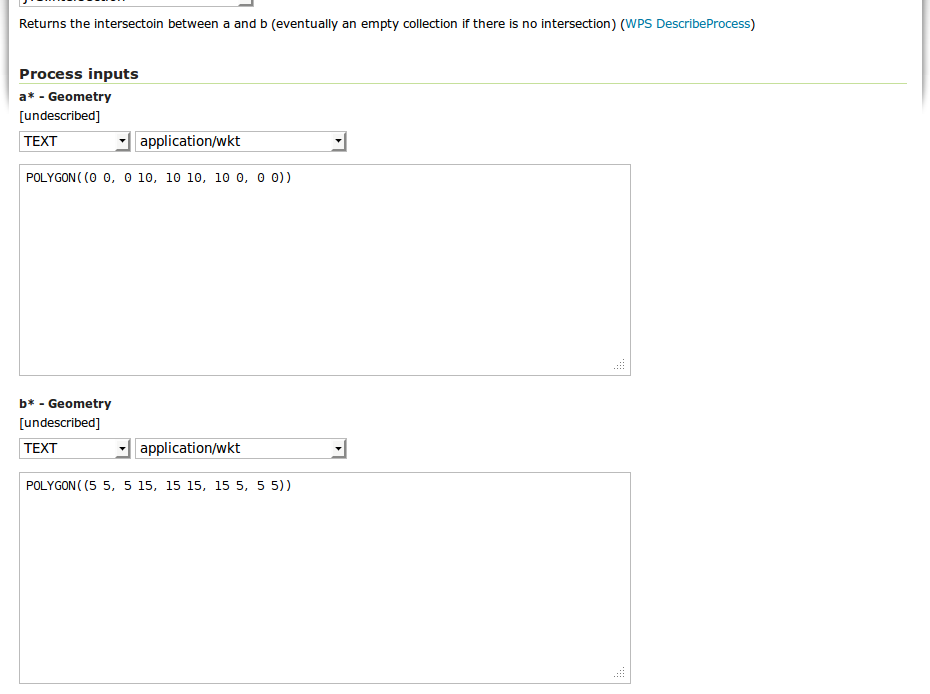 Returns the intersectoin between a and b (eventually an empty collection if there is no intersection) (WPS DescribeProcess)
Process inputs
a* - Geometry
[undescribed]
TEXT application/wkt
POLYGON((0 0, 0 10, 10 10, 10 0, 0 0))
b* - Geometry
[undescribed]
TEXT application/wkt
POLYGON((5 5, 5 15, 15 15, 15 5, 5 5))